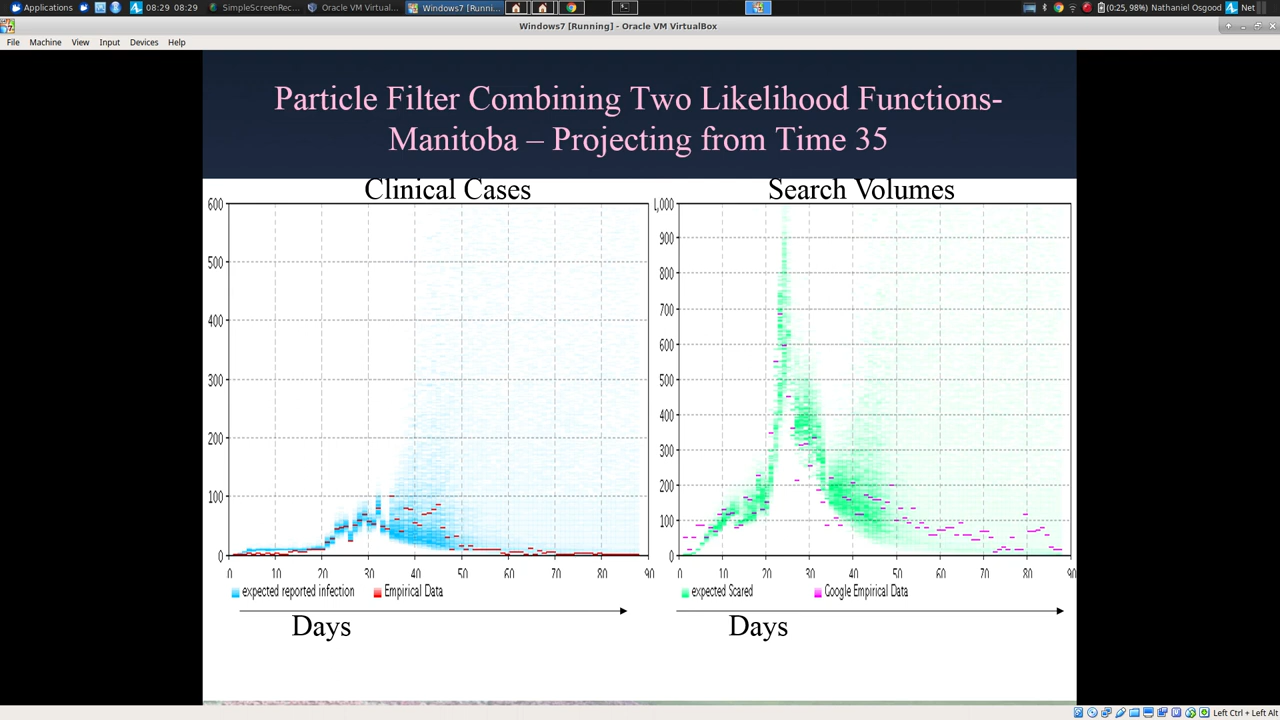 Applications
08:29 08:29
SimpleScreenRec...
Oracle VM Virtual...
Windows7 [Runni...
(0:25, 98%) Nathaniel Osgood
Net
Windows7 [Running] - Oracle VM VirtualBox
File Machine View Input Devices Help
Particle Filter Combining Two Likelihood Functions-
Manitoba – Projecting from Time 35
Clinical Cases
600
500
400
300
200
100
0
0 10 20 30 40 50 60 70 80 90
expected reported infection Empirical Data
Days
Search Volumes
1,000
900
800
700
600
500
400
300
200
100
0
0 10 20 30 40 50 60 70 80 90
expected Scared Google Empirical Data
Days
Left Ctrl + Left Alt